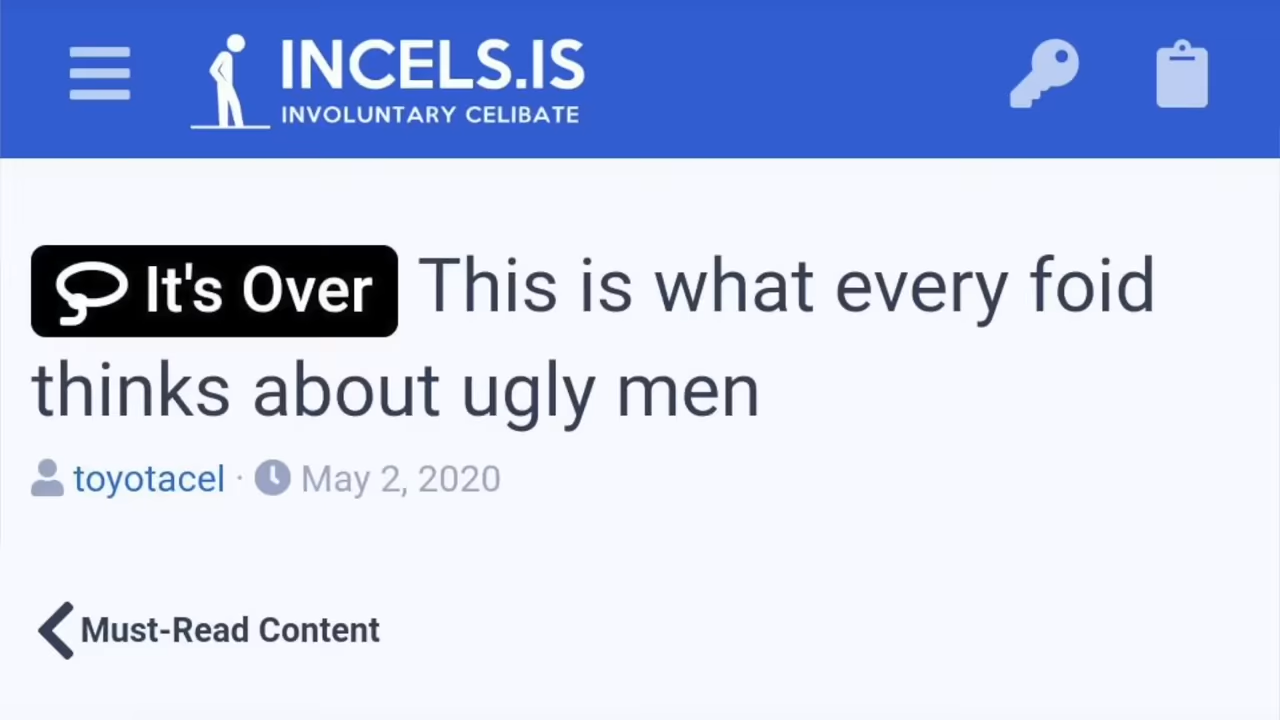 INCELS.IS
INVOLUNTARY CELIBATE
It's Over This is what every foid
thinks about ugly men
toyotacel · May 2, 2020
Must-Read Content